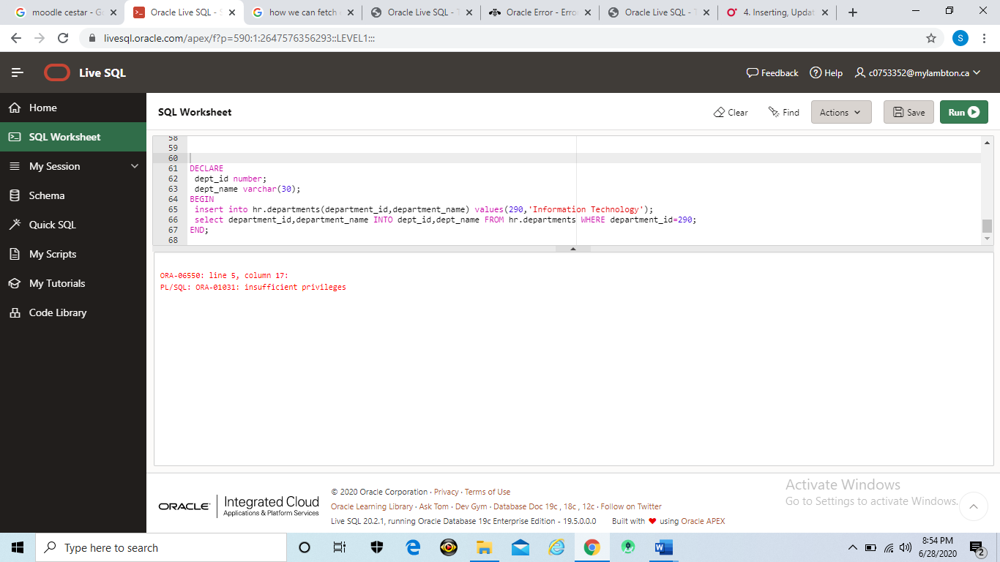 moodle cestar - G
Oracle Live SQL - S
how we can fetch
Oracle Live SQL - T
Oracle Error - Erro
Oracle Live SQL - T
4. Inserting, Updat
livesql.oracle.com/apex/f?p=590:1:2647576356293::LEVEL1:::
S
Live SQL
Feedback
Help
c0753352@mylambton.ca
Home
SQL Worksheet
My Session
Schema
Quick SQL
My Scripts
My Tutorials
Code Library
SQL Worksheet
Clear
Find
Actions
Save
Run
58
59
60
61 DECLARE
62 dept_id number;
63 dept_name varchar(30);
64 BEGIN
65 insert into hr.departments(department_id,department_name) values(290,'Information Technology');
66 select department_id,department_name INTO dept_id,dept_name FROM hr.departments WHERE department_id=290;
67 END;
68
ORA-06550: line 5, column 17:
PL/SQL: ORA-01031: insufficient privileges
ORACLE
Integrated Cloud
Applications & Platform Services
© 2020 Oracle Corporation · Privacy · Terms of Use
Oracle Learning Library · Ask Tom · Dev Gym · Database Doc 19c , 18c , 12c · Follow on Twitter
Live SQL 20.2.1, running Oracle Database 19c Enterprise Edition - 19.5.0.0.0 Built with ♥ using Oracle APEX
Activate Windows
Go to Settings to activate Windows.
Type here to search
8:54 PM
6/28/2020
2